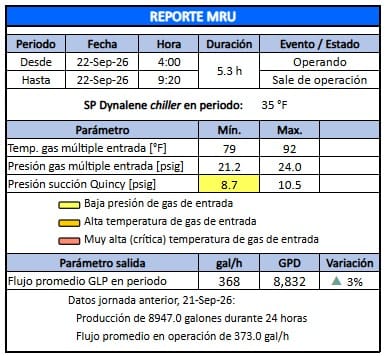 REPORTE MRU
Periodo Fecha Hora Duración Evento / Estado
Desde 22-Sep-26 4:00 5.3 h Operando
Hasta 22-Sep-26 9:20 Sale de operación
SP Dynalene chiller en periodo: 35 °F
Parámetro Mín. Max.
Temp. gas múltiple entrada [°F] 79 92
Presión gas múltiple entrada [psig] 21.2 24.0
Presión succión Quincy [psig] 8.7 10.5
Baja presión de gas de entrada
Alta temperatura de gas de entrada
Muy alta (crítica) temperatura de gas de entrada
Parámetro salida gal/h GPD Variación
Flujo promedio GLP en periodo 368 8,832 ▲ 3%
Datos jornada anterior, 21-Sep-26:
Producción de 8947.0 galones durante 24 horas
Flujo promedio en operación de 373.0 gal/h